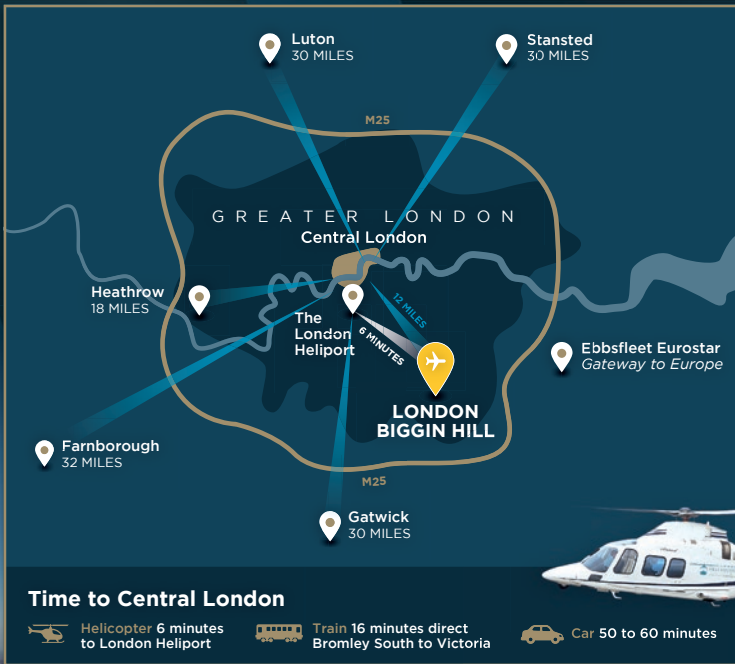 Luton
30 MILES
Stansted
30 MILES
M25
GREATER LONDON
Central London
Heathrow
18 MILES
12 MILES
The
London
Heliport
6 MINUTES
Ebbsfleet Eurostar
Gateway to Europe
LONDON
BIGGIN HILL
Farnborough
32 MILES
M25
Gatwick
30 MILES
Time to Central London
Helicopter 6 minutes
to London Heliport
Train 16 minutes direct
Bromley South to Victoria
Car 50 to 60 minutes